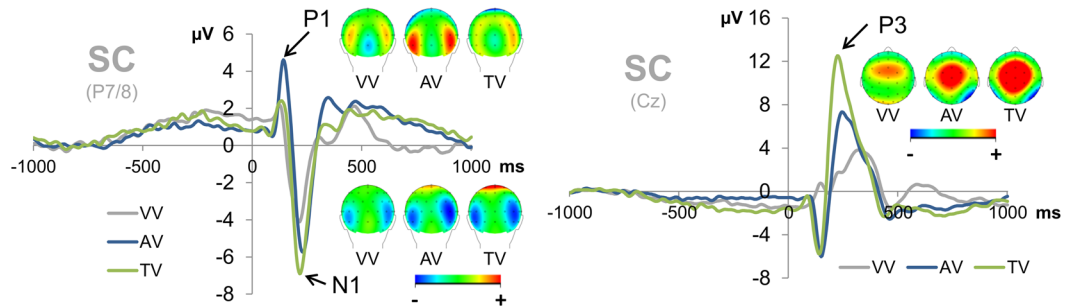 µV
6
4
2
0
-2
-4
-6
-8
-1000
-500
0
500
1000
ms
SC
(P7/8)
P1
N1
VV
AV
TV
VV
AV
TV
VV
AV
TV
-
+
µV
16
12
8
4
0
-4
-8
-1000
-500
0
500
1000
ms
SC
(Cz)
P3
VV
AV
TV
-
+
VV
AV
TV